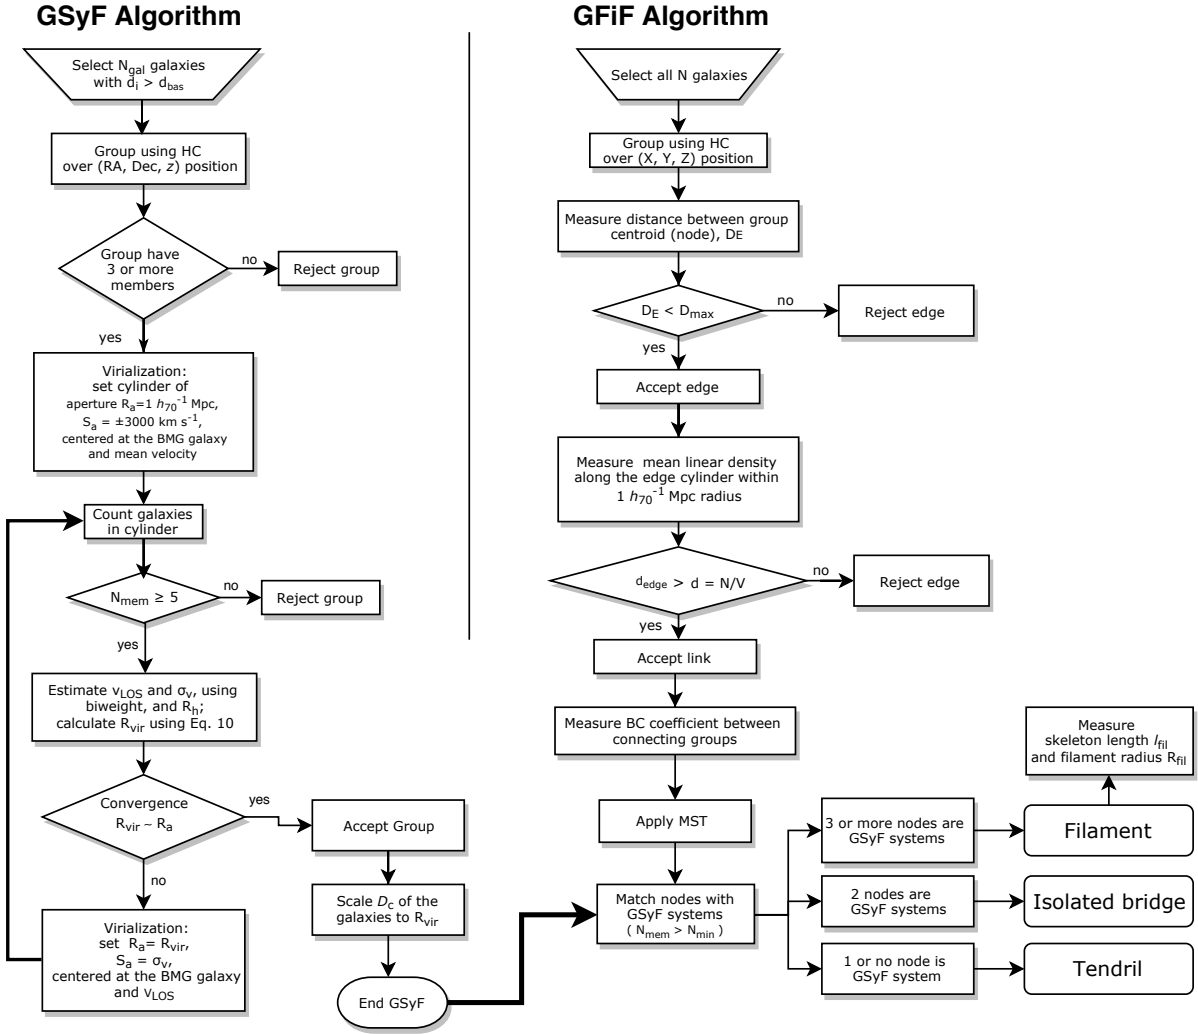 GSyF Algorithm
Select N_gal galaxies
with d_i > d_bas
Group using HC
over (RA, Dec, z) position
Group have
3 or more
members
no
Reject group
yes
Virialization:
set cylinder of
aperture R_a=1 h_70^-1 Mpc,
S_a = ±3000 km s^-1,
centered at the BMG galaxy
and mean velocity
Count galaxies
in cylinder
N_mem ≥ 5
no
Reject group
yes
Estimate v_LOS and σ_v, using
biweight, and R_h;
calculate R_vir using Eq. 10
Convergence
R_vir ~ R_a
yes
Accept Group
no
Scale D_c of the
galaxies to R_vir
Virialization:
set R_a= R_vir,
S_a = σ_v,
centered at the BMG galaxy
and v_LOS
End GSyF
GFiF Algorithm
Select all N galaxies
Group using HC
over (X, Y, Z) position
Measure distance between group
centroid (node), DE
D_E < D_max
no
Reject edge
yes
Accept edge
Measure mean linear density
along the edge cylinder within
1 h_70^-1 Mpc radius
d_edge > d = N/V
no
Reject edge
yes
Accept link
Measure BC coefficient between
connecting groups
Apply MST
Match nodes with
GSyF systems
( N_mem > N_min )
3 or more nodes are
GSyF systems
Filament
Measure
skeleton length l_fil
and filament radius R_fil
2 nodes are
GSyF systems
Isolated bridge
1 or no node is
GSyF system
Tendril